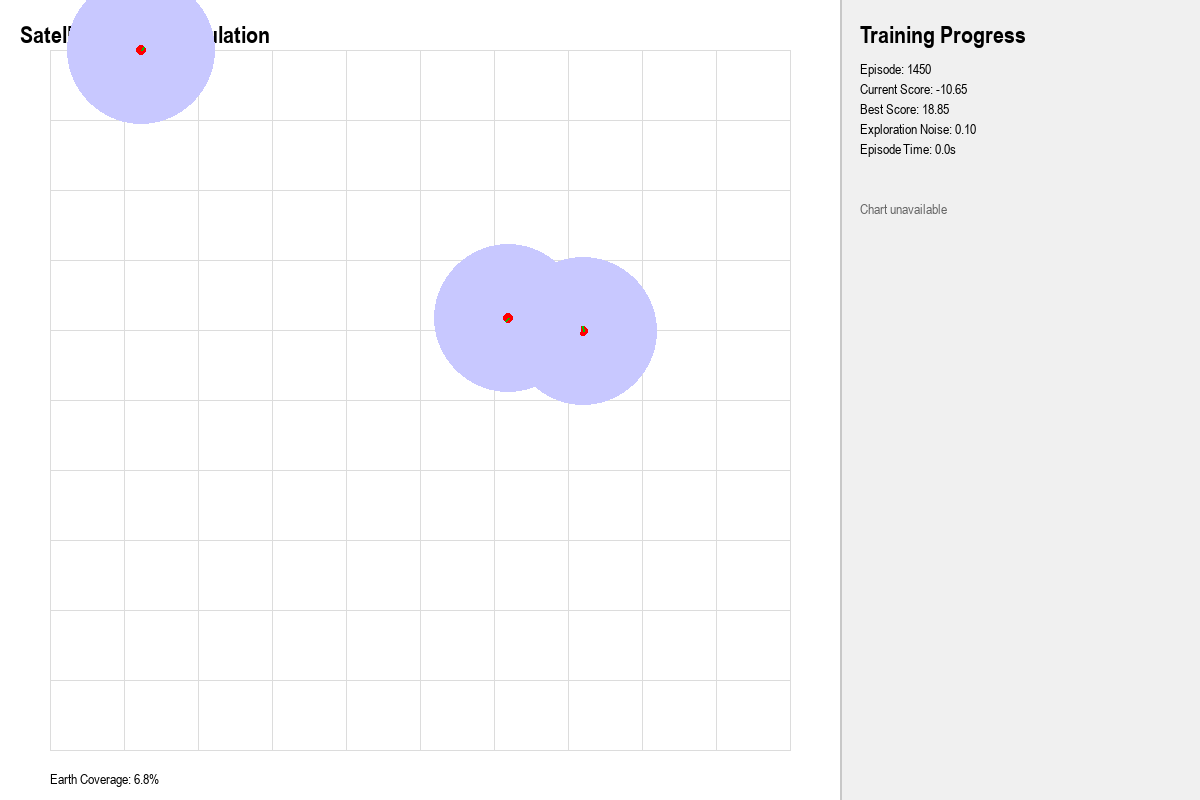 Satell ulation
Training Progress
Episode: 1450
Current Score: -10.65
Best Score: 18.85
Exploration Noise: 0.10
Episode Time: 0.0s
Chart unavailable
Earth Coverage: 6.8%